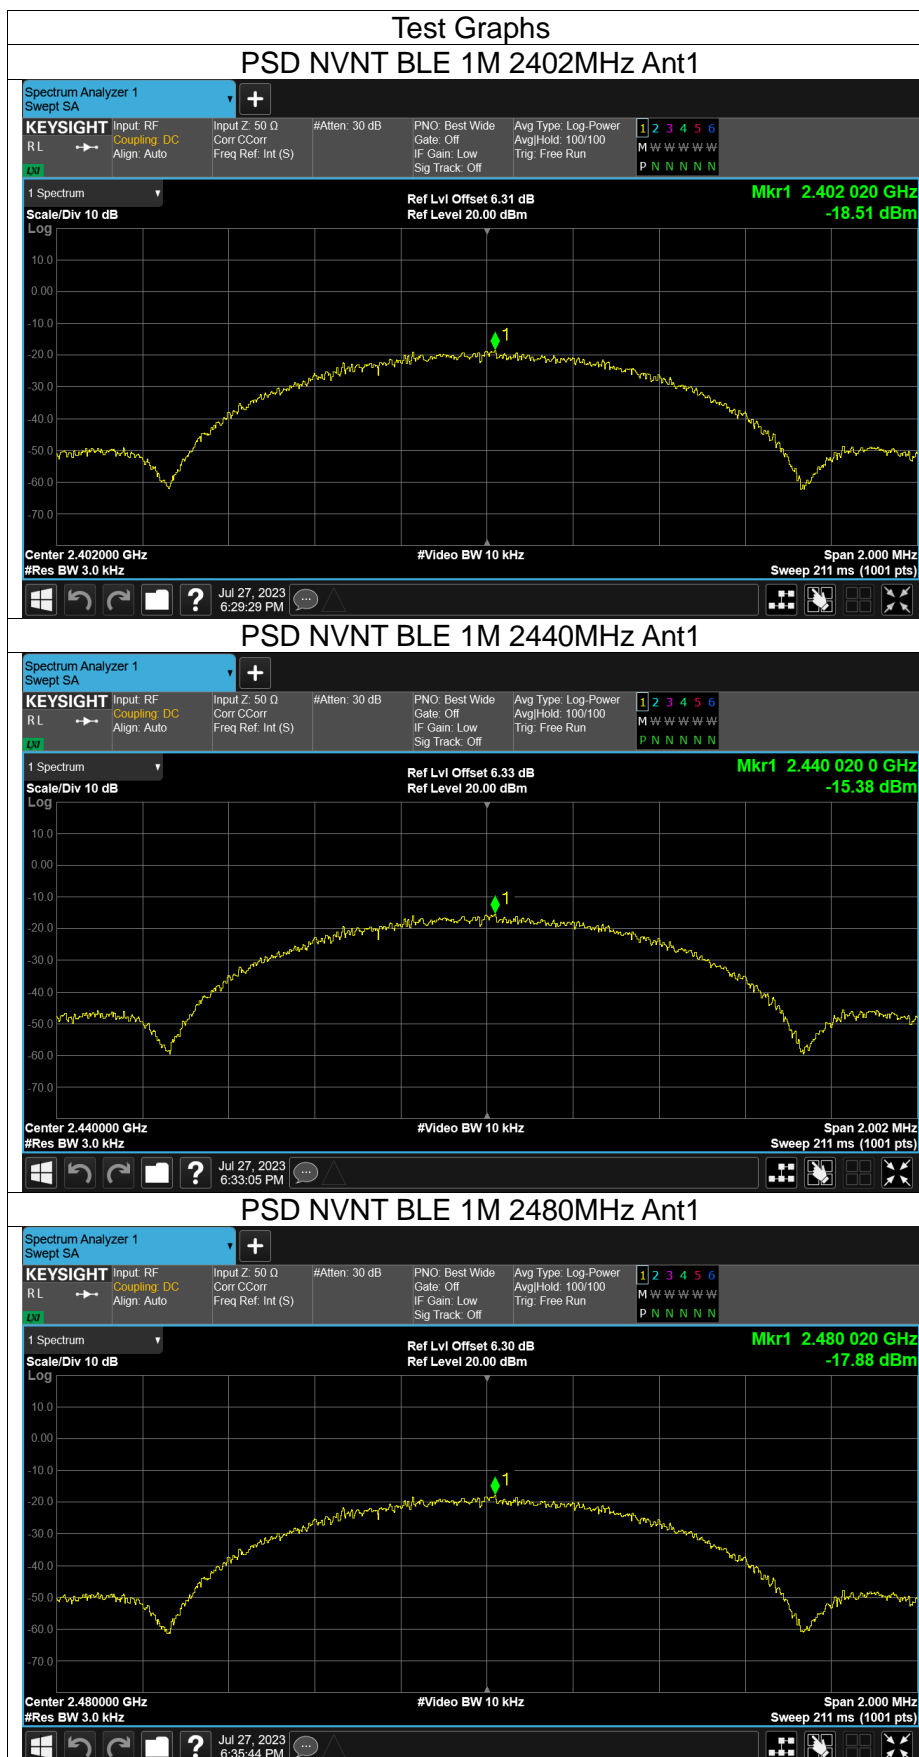 Test Graphs
PSD NVNT BLE 1M 2402MHz Ant1
Spectrum Analyzer 1
Swept SA
KEYSIGHT Input: RF Input Z: 50 Ω #Atten: 30 dB PNO: Best Wide Avg Type: Log-Power 1 2 3 4 5 6
RL Coupling: DC Corr CCorr Gate: Off Avg|Hold: 100/100 M W W W W W
Align: Auto Freq Ref: Int (S) IF Gain: Low Trig: Free Run
LXI Sig Track: Off P N N N N N
1 Spectrum Ref Lvl Offset 6.31 dB Mkr1 2.402 020 GHz
Scale/Div 10 dB Ref Level 20.00 dBm -18.51 dBm
Log
10.0
0.00
-10.0
1
-20.0
-30.0
-40.0
-50.0
-60.0
-70.0
Center 2.402000 GHz #Video BW 10 kHz Span 2.000 MHz
#Res BW 3.0 kHz Sweep 211 ms (1001 pts)
? Jul 27, 2023
6:29:29 PM
PSD NVNT BLE 1M 2440MHz Ant1
Spectrum Analyzer 1
Swept SA
KEYSIGHT Input: RF Input Z: 50 Ω #Atten: 30 dB PNO: Best Wide Avg Type: Log-Power 1 2 3 4 5 6
RL Coupling: DC Corr CCorr Gate: Off Avg|Hold: 100/100 M W W W W W
Align: Auto Freq Ref: Int (S) IF Gain: Low Trig: Free Run
LXI Sig Track: Off P N N N N N
1 Spectrum Ref Lvl Offset 6.33 dB Mkr1 2.440 020 0 GHz
Scale/Div 10 dB Ref Level 20.00 dBm -15.38 dBm
Log
10.0
0.00
-10.0
1
-20.0
-30.0
-40.0
-50.0
-60.0
-70.0
Center 2.440000 GHz #Video BW 10 kHz Span 2.002 MHz
#Res BW 3.0 kHz Sweep 211 ms (1001 pts)
? Jul 27, 2023
6:33:05 PM
PSD NVNT BLE 1M 2480MHz Ant1
Spectrum Analyzer 1
Swept SA
KEYSIGHT Input: RF Input Z: 50 Ω #Atten: 30 dB PNO: Best Wide Avg Type: Log-Power 1 2 3 4 5 6
RL Coupling: DC Corr CCorr Gate: Off Avg|Hold: 100/100 M W W W W W
Align: Auto Freq Ref: Int (S) IF Gain: Low Trig: Free Run
LXI Sig Track: Off P N N N N N
1 Spectrum Ref Lvl Offset 6.30 dB Mkr1 2.480 020 GHz
Scale/Div 10 dB Ref Level 20.00 dBm -17.88 dBm
Log
10.0
0.00
-10.0
1
-20.0
-30.0
-40.0
-50.0
-60.0
-70.0
Center 2.480000 GHz #Video BW 10 kHz Span 2.000 MHz
#Res BW 3.0 kHz Sweep 211 ms (1001 pts)
? Jul 27, 2023
6:35:44 PM